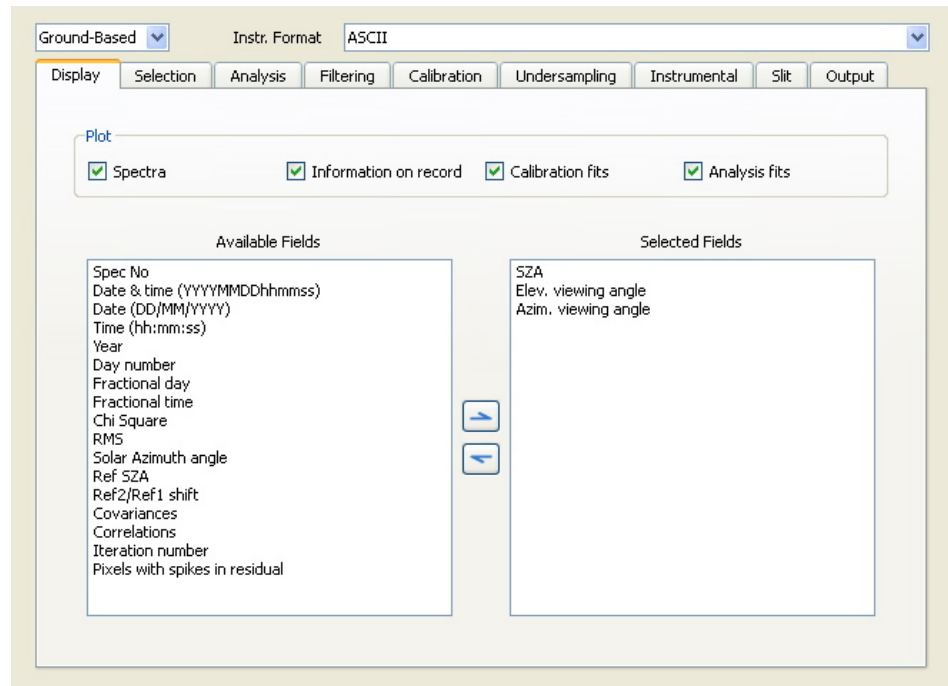 Ground-Based Instr. Format ASCII
Display Selection Analysis Filtering Calibration Undersampling Instrumental Slit Output
Plot
Spectra Information on record Calibration fits Analysis fits
Available Fields
Spec No
Date & time (YYYYMMDDhhmmss)
Date (DD/MM/YYYY)
Time (hh:mm:ss)
Year
Day number
Fractional day
Fractional time
Chi Square
RMS
Solar Azimuth angle
Ref SZA
Ref2/Ref1 shift
Covariances
Correlations
Iteration number
Pixels with spikes in residual
Selected Fields
SZA
Elev. viewing angle
Azim. viewing angle